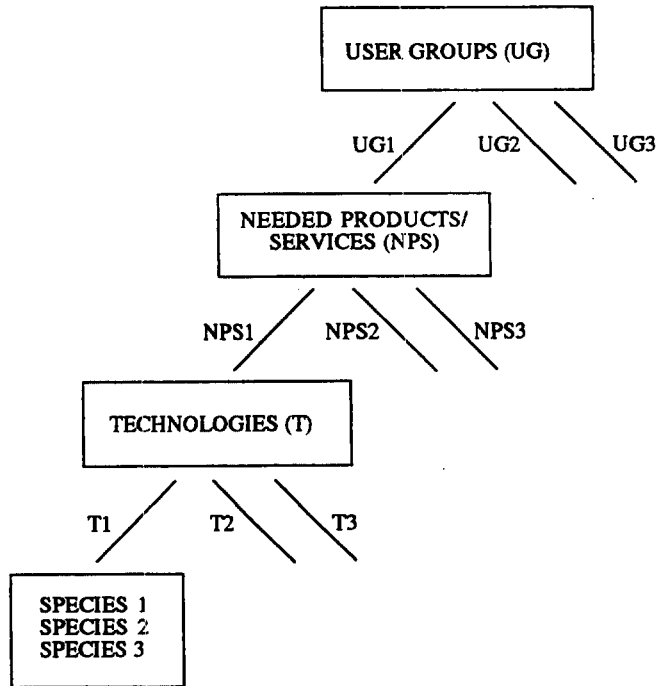 USER GROUPS (UG)
UG1 UG2 UG3
NEEDED PRODUCTS/
SERVICES (NPS)
NPS1 NPS2 NPS3
TECHNOLOGIES (T)
T1 T2 T3
SPECIES 1
SPECIES 2
SPECIES 3